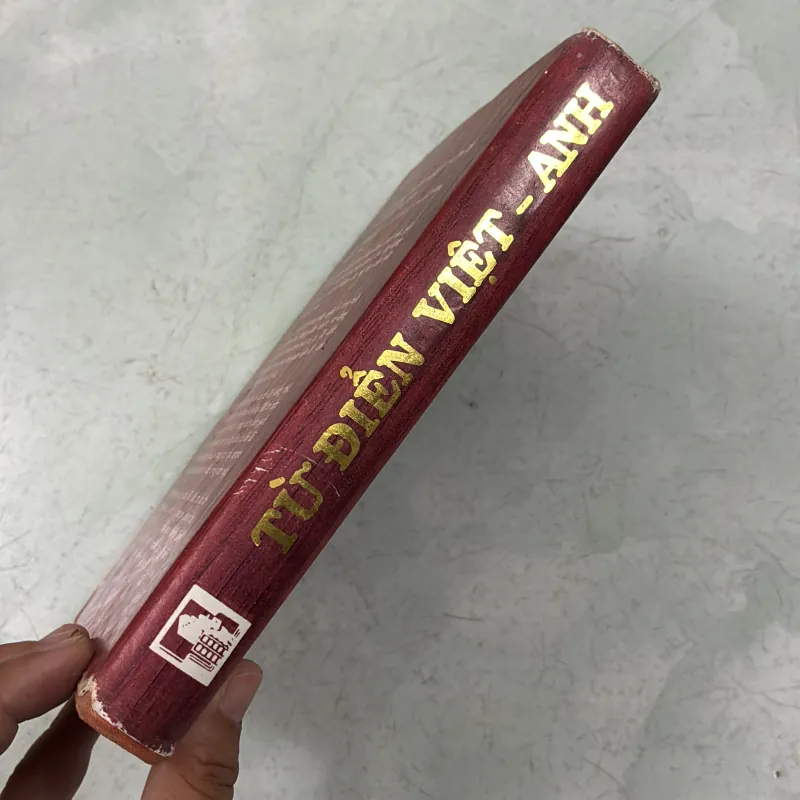 TỪ ĐIỂN VIỆT - ANH